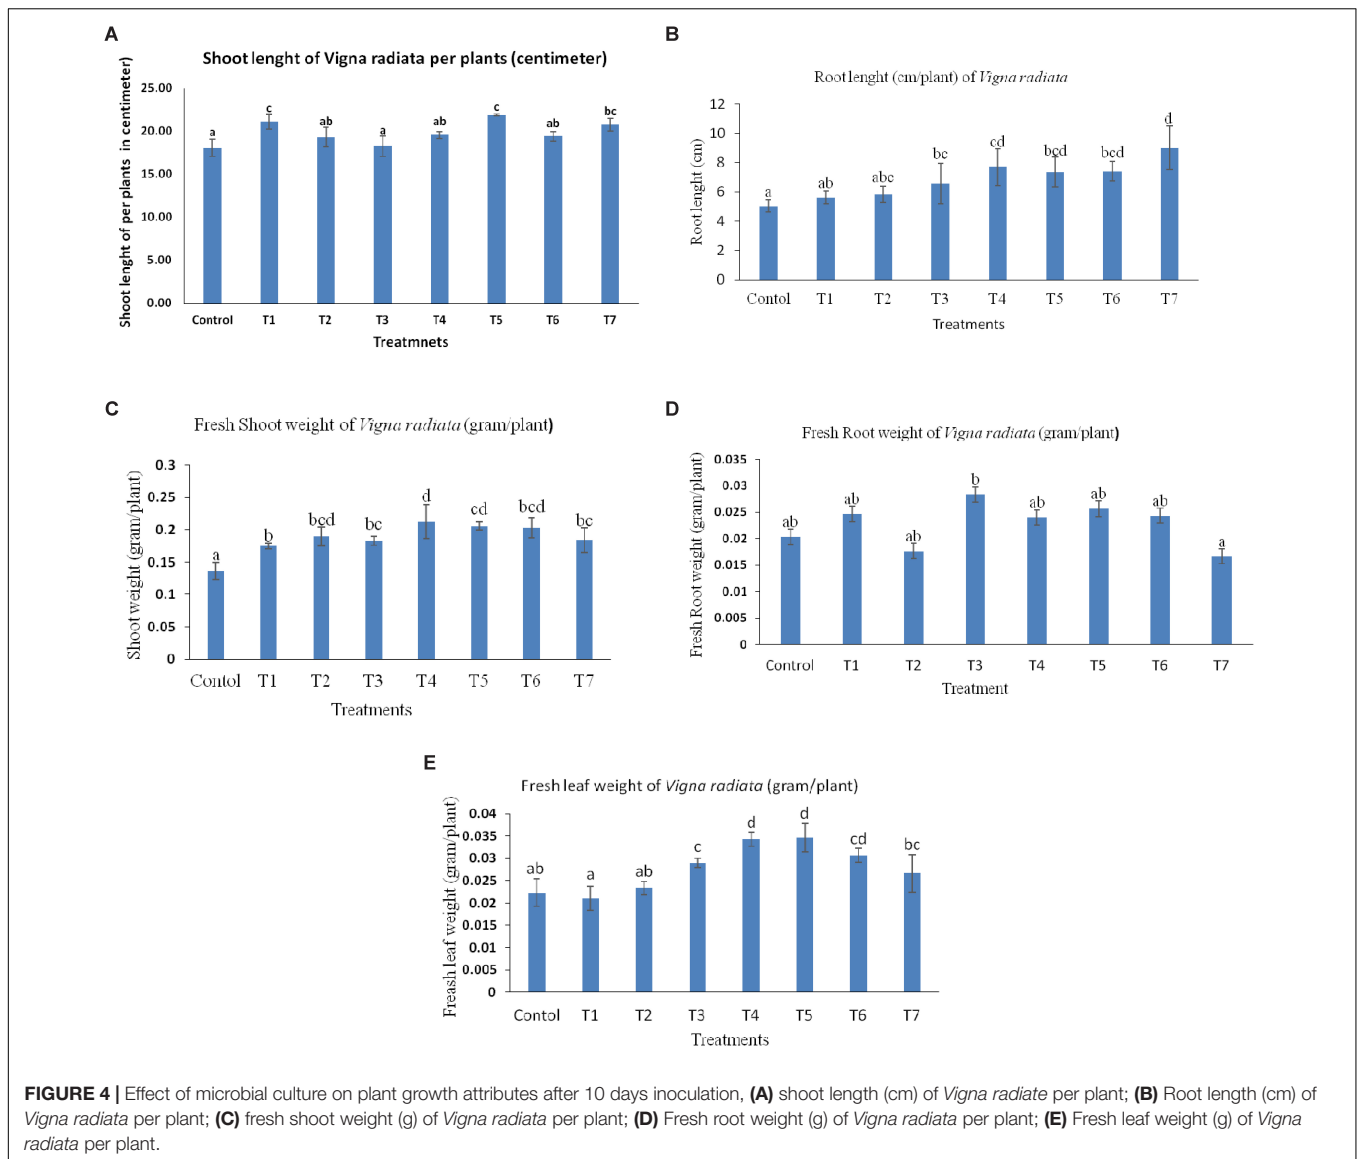 A
Shoot lenght of Vigna radiata per plants (centimeter)
Shoot lenght of per plants in centimeter)
25.00
20.00
15.00
10.00
5.00
0.00
a c ab a ab c ab bc
Control T1 T2 T3 T4 T5 T6 T7
Treatmnets
B
Root lenght (cm/plant) of Vigna radiata
Root lenght (cm)
12
10
8
6
4
2
0
a ab abc bc cd bcd bcd d
Contol T1 T2 T3 T4 T5 T6 T7
Treatments
C
Fresh Shoot weight of Vigna radiata (gram/plant)
Shoot weight (gram/plant)
0.3
0.25
0.2
0.15
0.1
0.05
0
a b bcd bc d cd bcd bc
Contol T1 T2 T3 T4 T5 T6 T7
Treatments
D
Fresh Root weight of Vigna radiata (gram/plant)
Fresh Root weight (gram/plant)
0.035
0.03
0.025
0.02
0.015
0.01
0.005
0
ab ab ab b ab ab ab a
Control T1 T2 T3 T4 T5 T6 T7
Treatment
E
Fresh leaf weight of Vigna radiata (gram/plant)
Freash leaf weight (gram/plant)
0.04
0.035
0.03
0.025
0.02
0.015
0.01
0.005
0
ab a ab c d d cd bc
Contol T1 T2 T3 T4 T5 T6 T7
Treatments
FIGURE 4 | Effect of microbial culture on plant growth attributes after 10 days inoculation, (A) shoot length (cm) of Vigna radiate per plant; (B) Root length (cm) of
Vigna radiata per plant; (C) fresh shoot weight (g) of Vigna radiata per plant; (D) Fresh root weight (g) of Vigna radiata per plant; (E) Fresh leaf weight (g) of Vigna
radiata per plant.